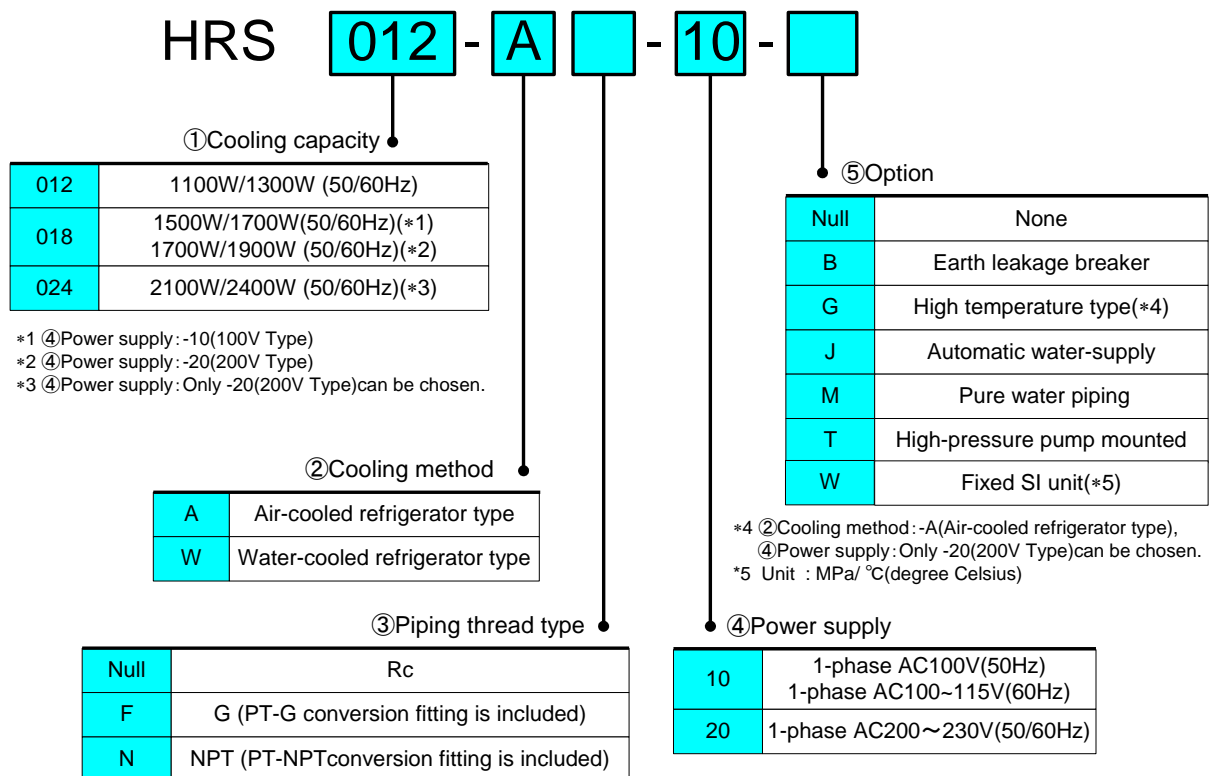 HRS 012 - A - 10 -
①Cooling capacity
012 1100W/1300W (50/60Hz)
018 1500W/1700W(50/60Hz)(*1)
1700W/1900W (50/60Hz)(*2)
024 2100W/2400W (50/60Hz)(*3)
*1 ④Power supply:-10(100V Type)
*2 ④Power supply:-20(200V Type)
*3 ④Power supply:Only -20(200V Type)can be chosen.
②Cooling method
A Air-cooled refrigerator type
W Water-cooled refrigerator type
③Piping thread type
Null Rc
F G (PT-G conversion fitting is included)
N NPT (PT-NPTconversion fitting is included)
④Power supply
10 1-phase AC100V(50Hz)
1-phase AC100~115V(60Hz)
20 1-phase AC200～230V(50/60Hz)
⑤Option
Null None
B Earth leakage breaker
G High temperature type(*4)
J Automatic water-supply
M Pure water piping
T High-pressure pump mounted
W Fixed SI unit(*5)
*4 ②Cooling method:-A(Air-cooled refrigerator type),
④Power supply:Only -20(200V Type)can be chosen.
*5 Unit : MPa/ ℃(degree Celsius)